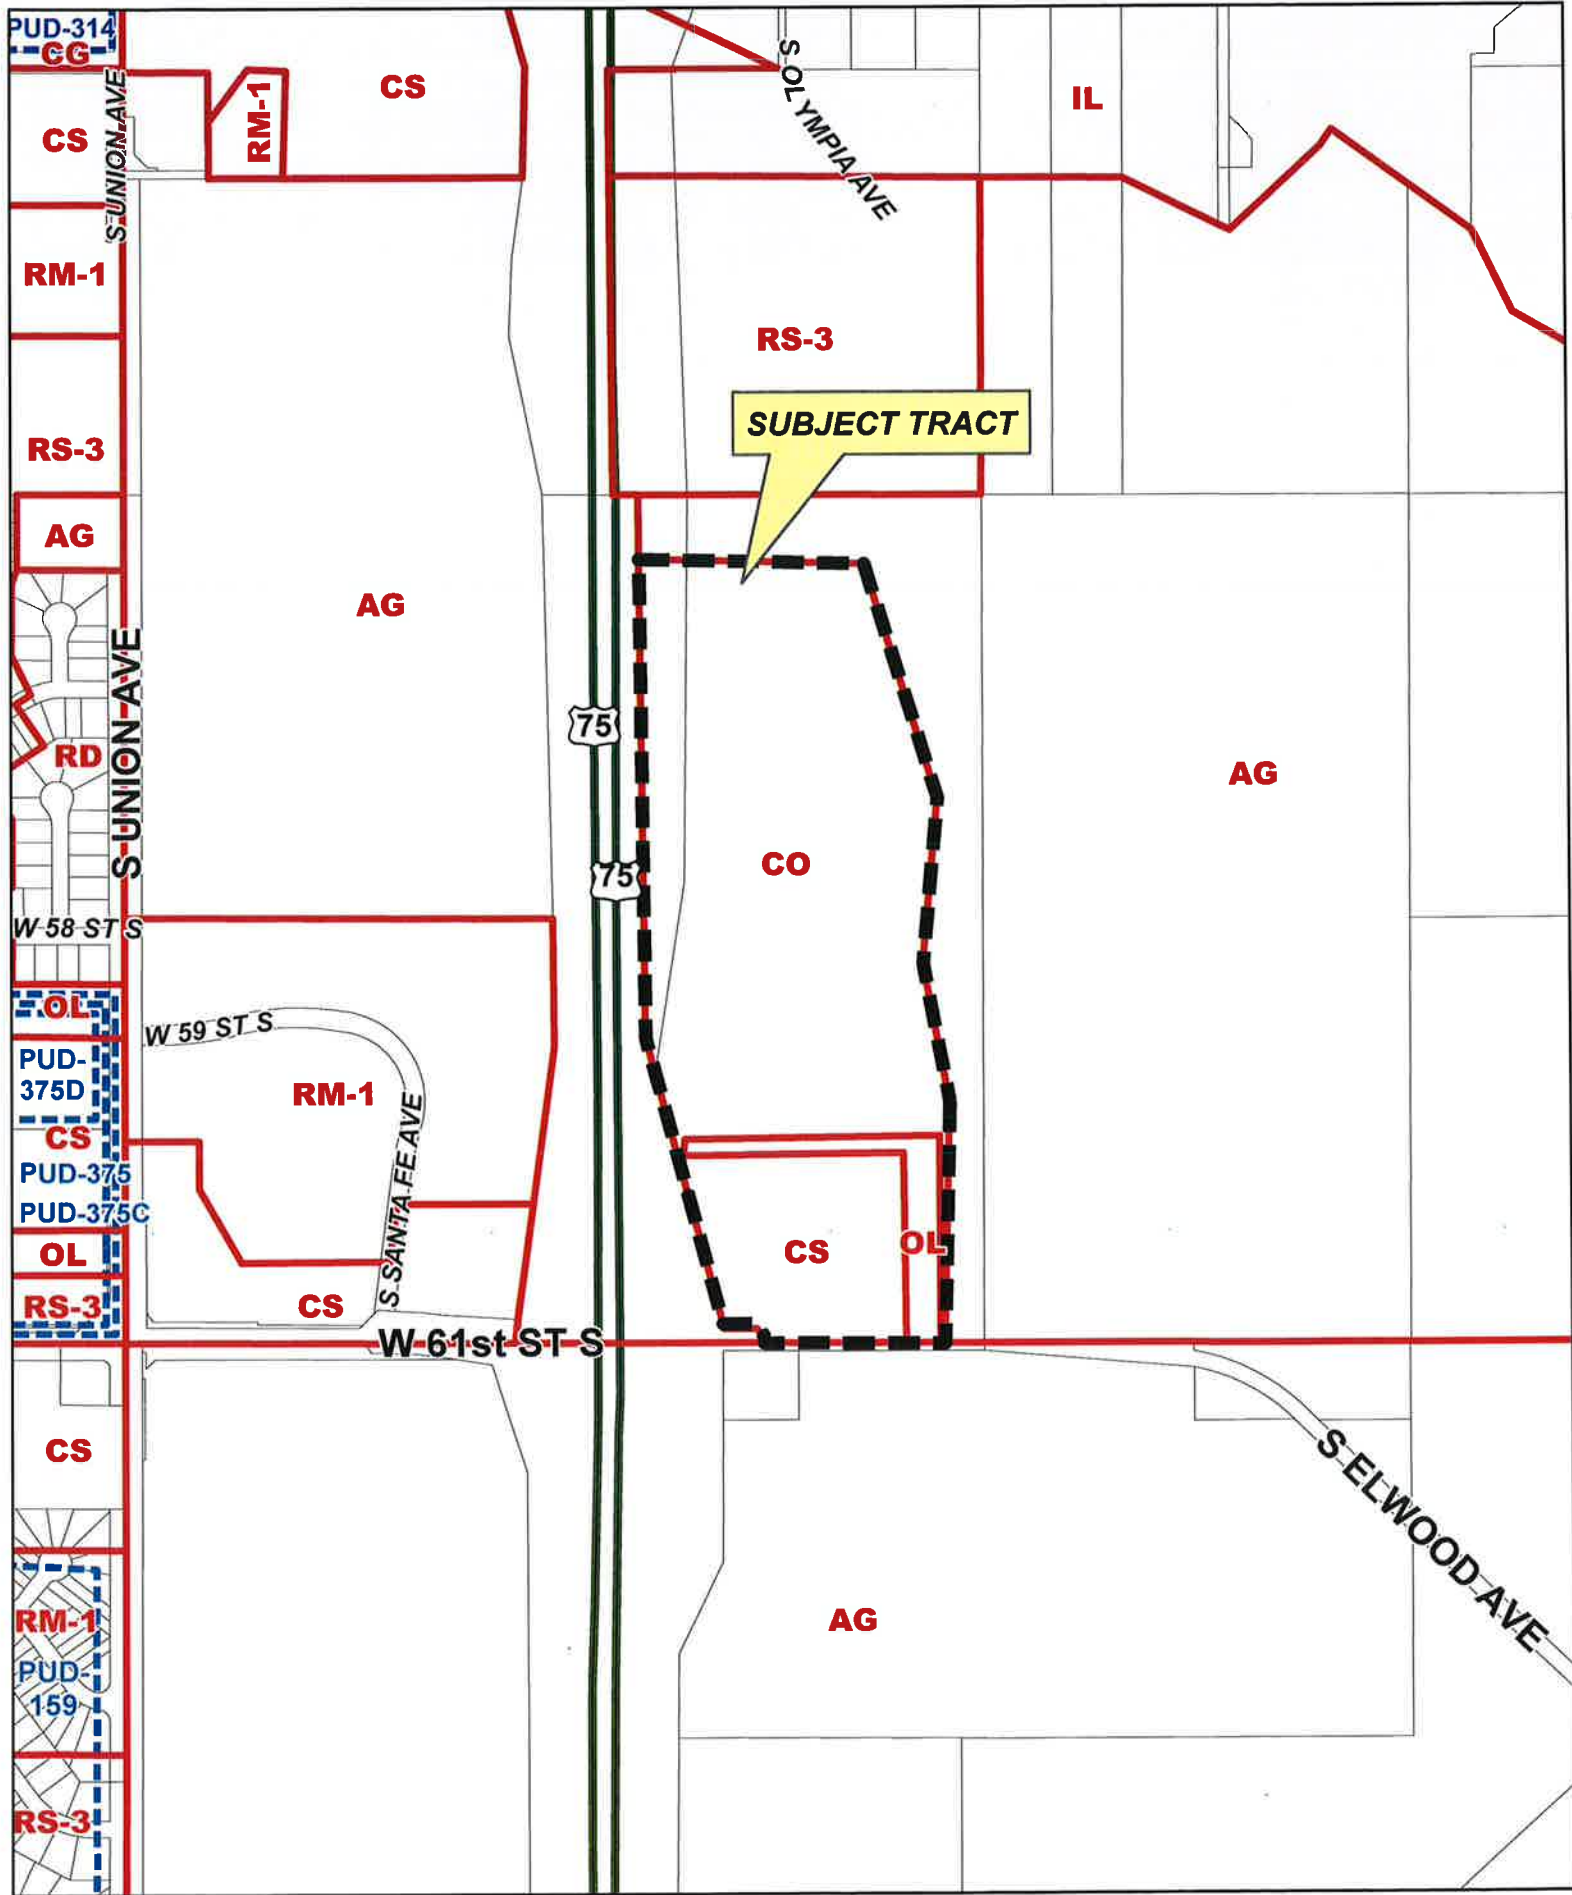 PUD-314
CG
CS
RM-1
CS
S UNION AVE
S OLYMPIA AVE
IL
RM-1
RS-3
SUBJECT TRACT
RS-3
AG
AG
S UNION AVE
RD
75
75
AG
CO
W 58 ST S
OL
W 59 ST S
PUD-
375D
RM-1
S SANTA FE AVE
CS
PUD-375
PUD-375C
OL
CS
OL
RS-3
CS
W 61st ST S
CS
S ELWOOD AVE
RM-1
AG
PUD-
159
RS-3